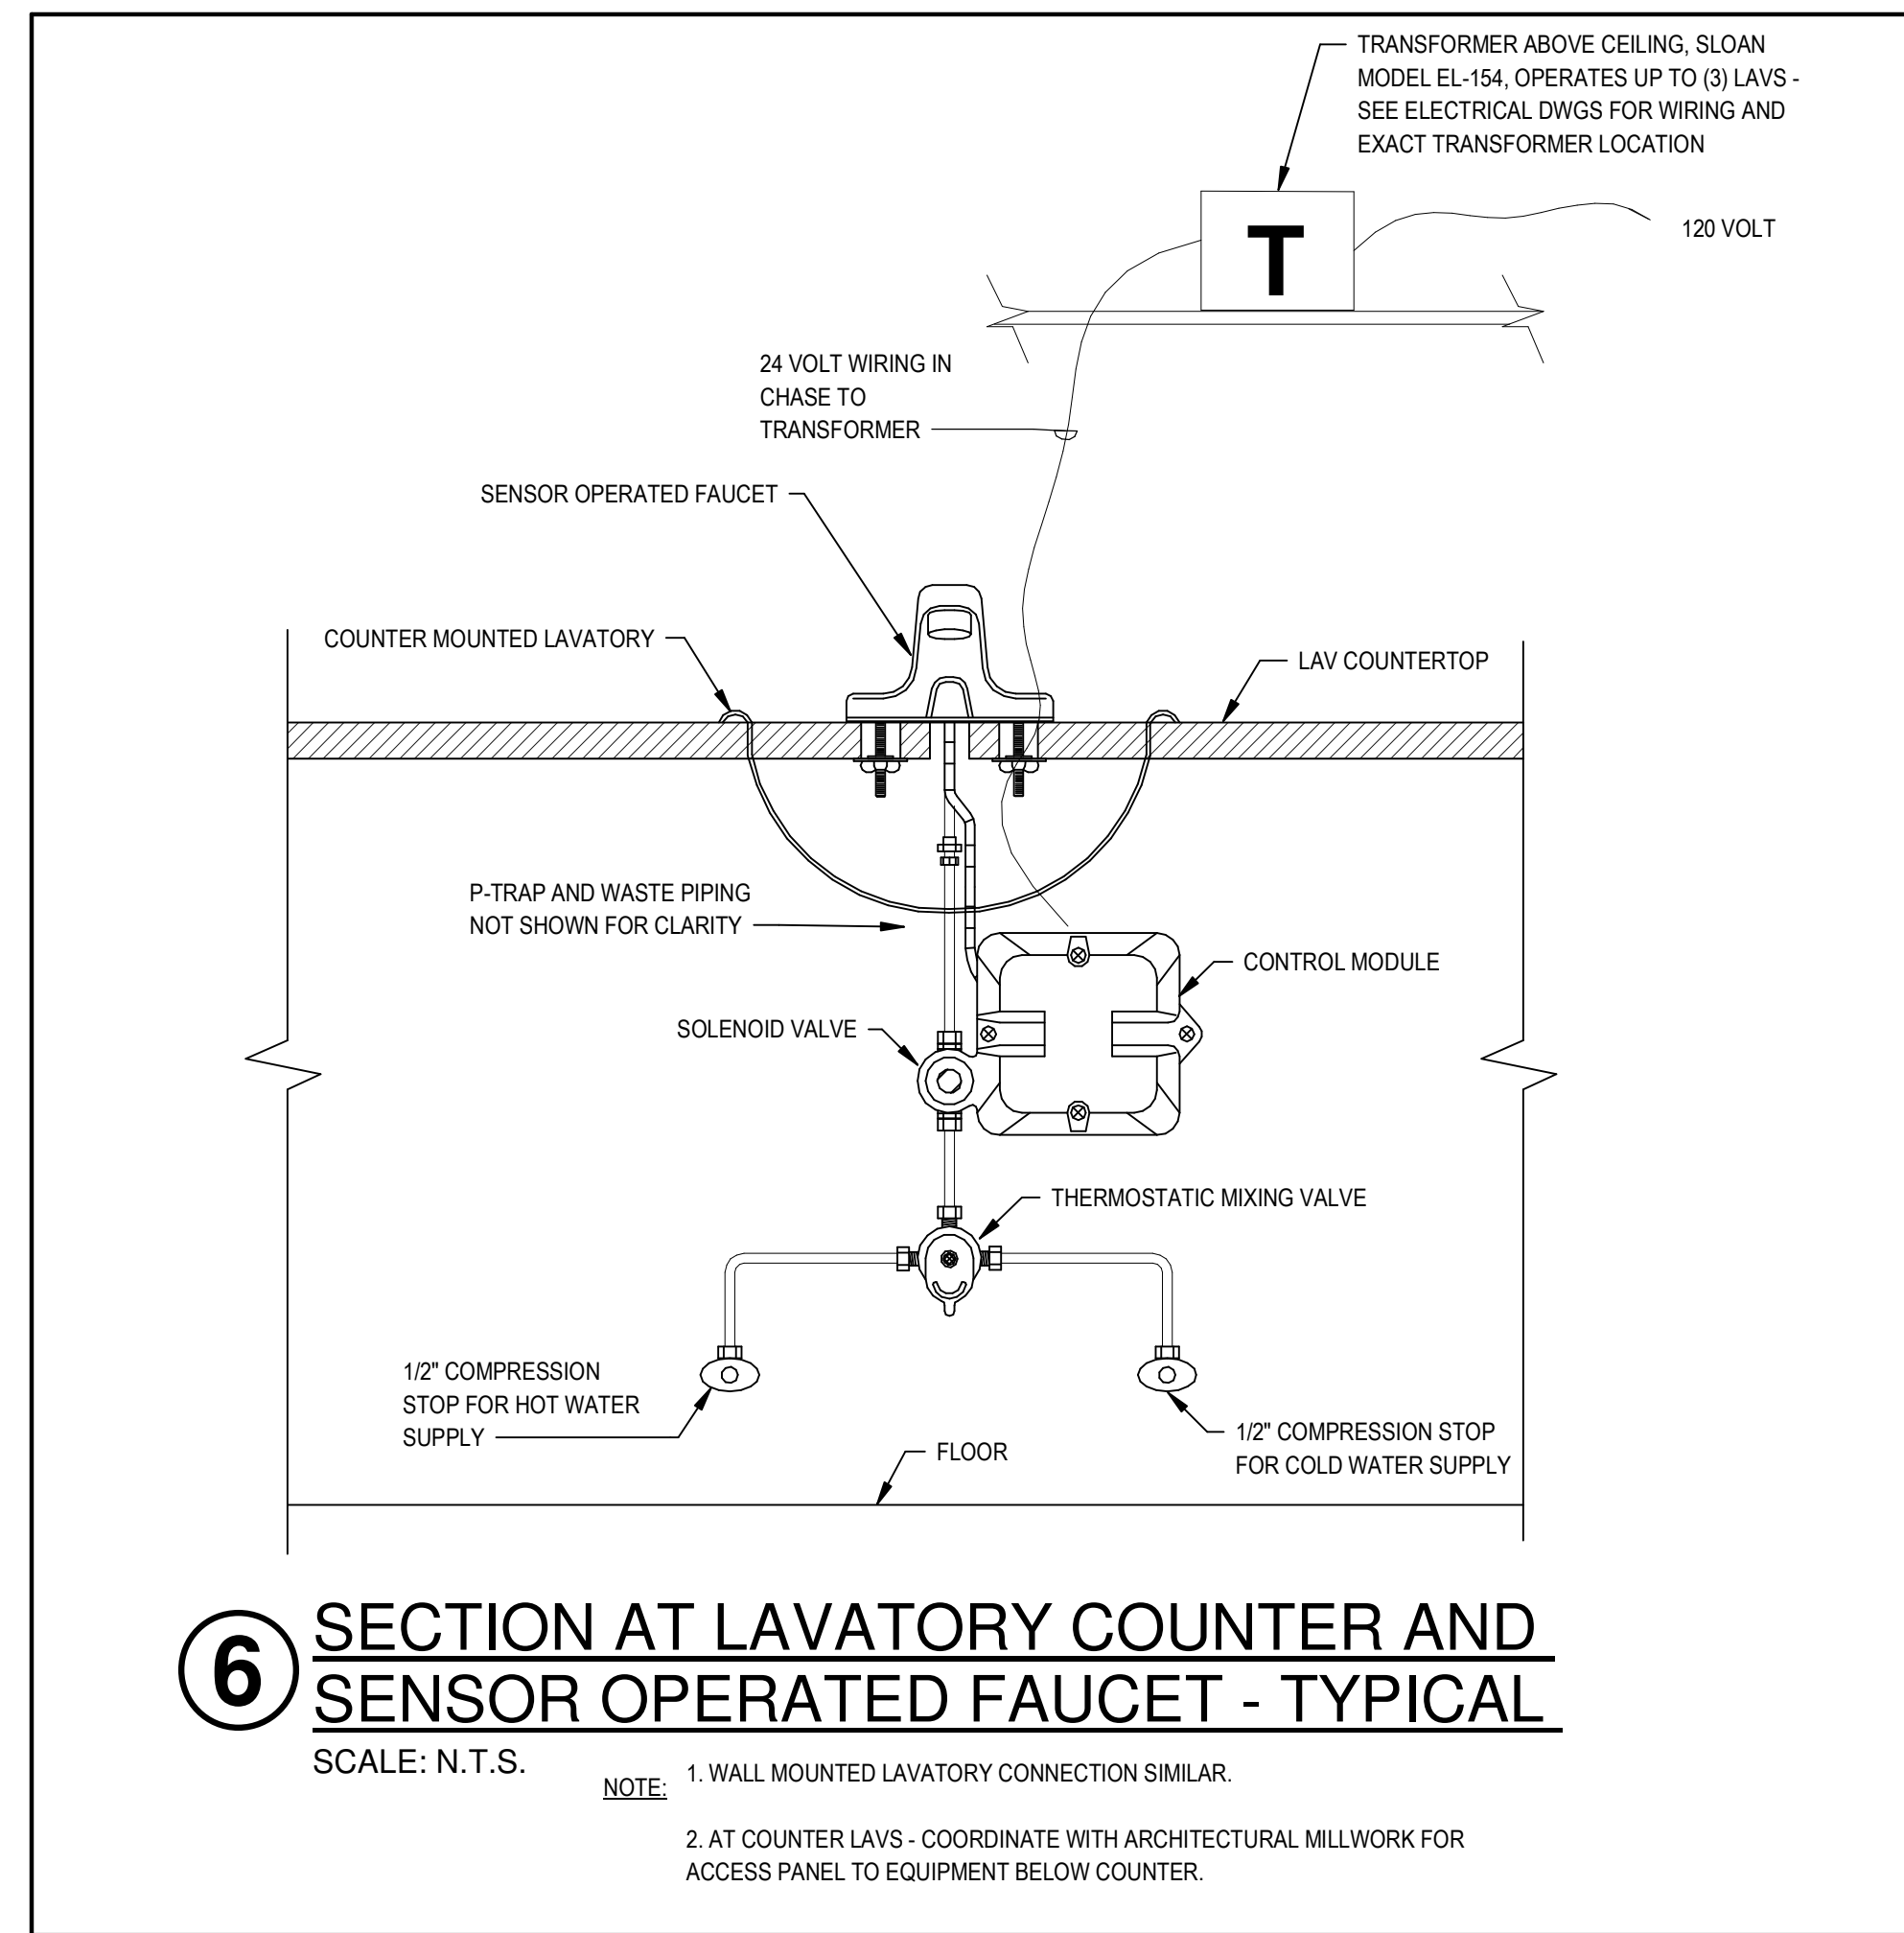 TRANSFORMER ABOVE CEILING, SLOAN
MODEL EL-154, OPERATES UP TO (3) LAVS -
SEE ELECTRICAL DWGS FOR WIRING AND
EXACT TRANSFORMER LOCATION
T
120 VOLT
24 VOLT WIRING IN
CHASE TO
TRANSFORMER
SENSOR OPERATED FAUCET
COUNTER MOUNTED LAVATORY
LAV COUNTERTOP
P-TRAP AND WASTE PIPING
NOT SHOWN FOR CLARITY
CONTROL MODULE
SOLENOID VALVE
THERMOSTATIC MIXING VALVE
1/2" COMPRESSION
STOP FOR HOT WATER
SUPPLY
1/2" COMPRESSION STOP
FOR COLD WATER SUPPLY
FLOOR
6
SECTION AT LAVATORY COUNTER AND
SENSOR OPERATED FAUCET - TYPICAL
SCALE: N.T.S.
NOTE: 1. WALL MOUNTED LAVATORY CONNECTION SIMILAR.
2. AT COUNTER LAVS - COORDINATE WITH ARCHITECTURAL MILLWORK FOR
ACCESS PANEL TO EQUIPMENT BELOW COUNTER.